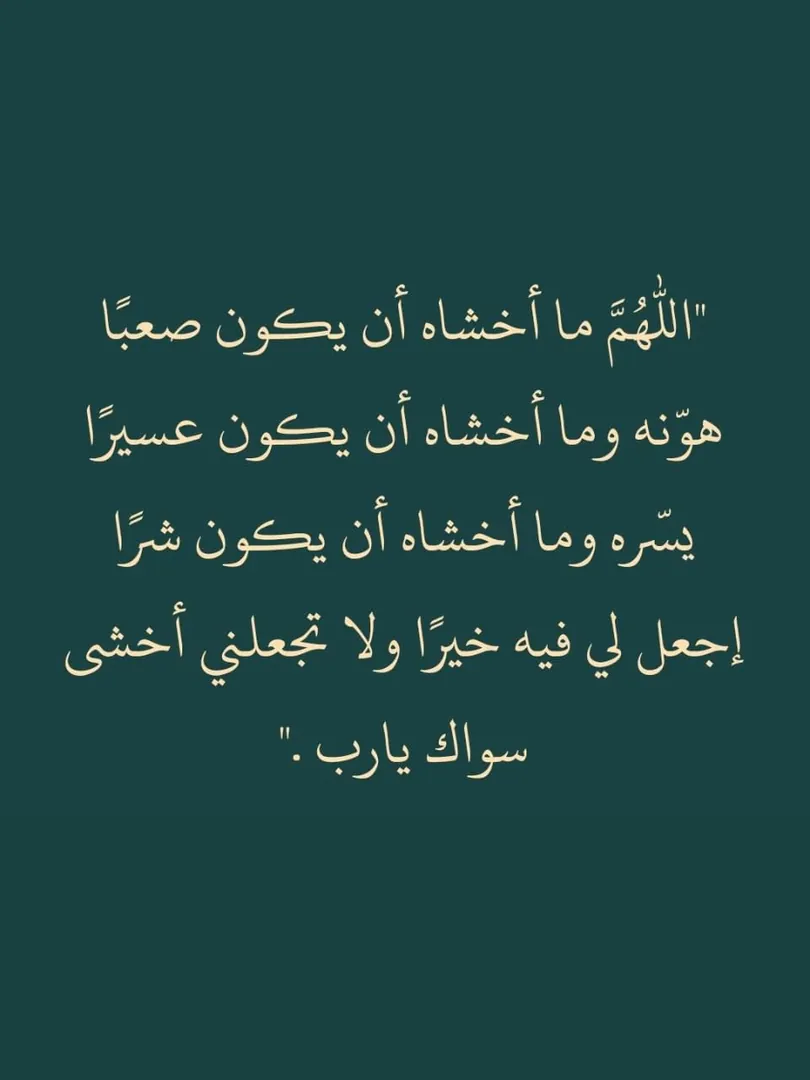 "اللّٰهُمَّ ما أخشاه أن يكون صعبًا
هوّنه وما أخشاه أن يكون عسيرًا
يسّره وما أخشاه أن يكون شرًا
إجعل لي فيه خيرًا ولا تجعلني أخشى
سواك يارب ."